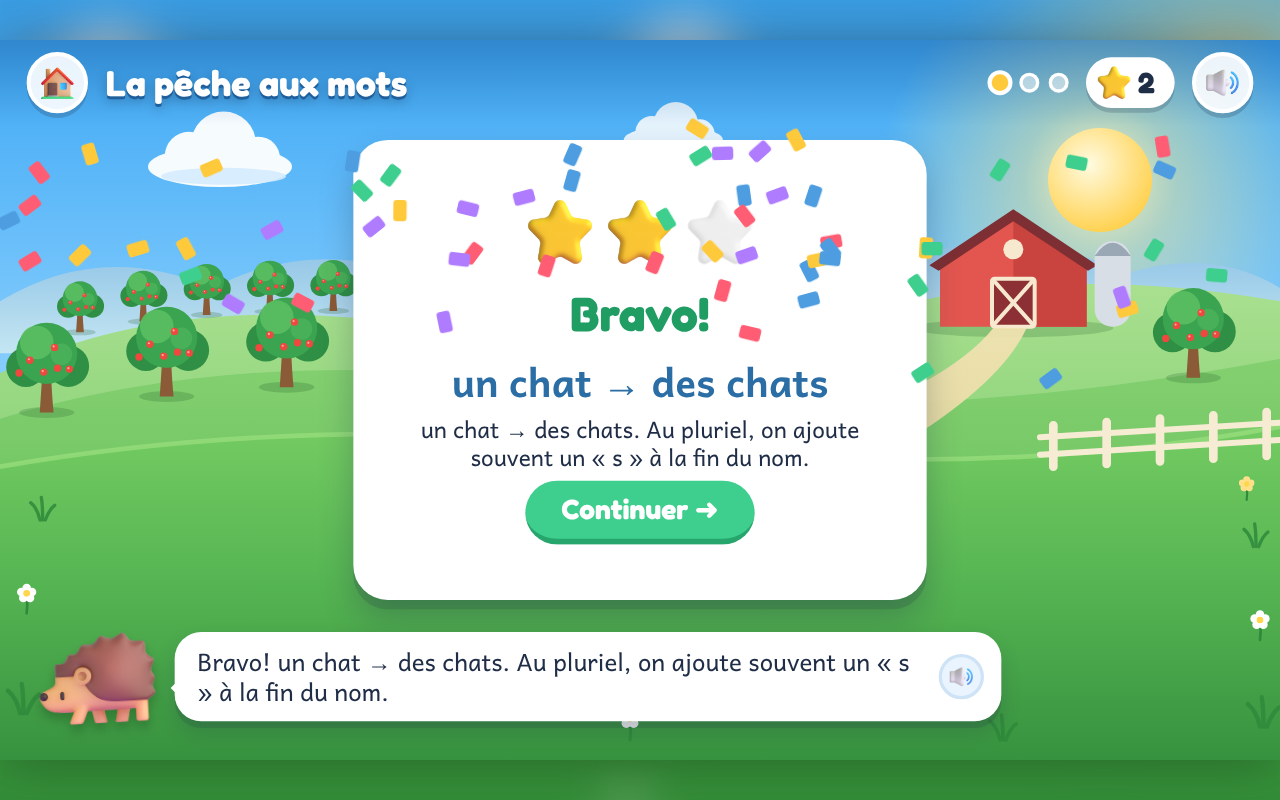 La pêche aux mots
2
Bravo!
un chat → des chats
un chat → des chats. Au pluriel, on ajoute
souvent un « s » à la fin du nom.
Continuer ➜
Bravo! un chat → des chats. Au pluriel, on ajoute souvent un « s
» à la fin du nom.